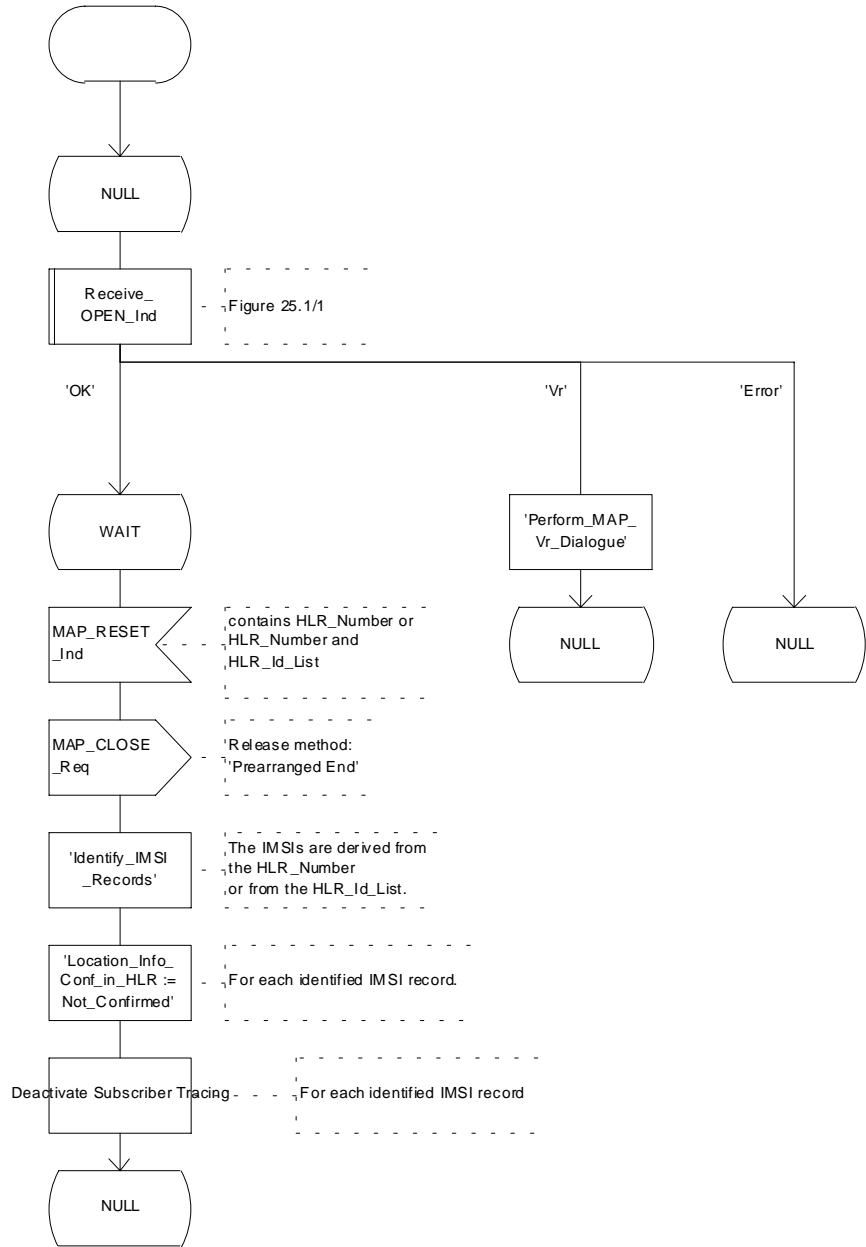 NULL
Receive_
OPEN_Ind
Figure 25.1/1
'OK'
'Vr'
'Error'
WAIT
'Perform_MAP_
Vr_Dialogue'
MAP_RESET
_Ind
contains HLR_Number or
HLR_Number and
HLR_Id_List
NULL
NULL
MAP_CLOSE
_Req
Release method:
'Prearranged End'
'Identify_IMSI
_Records'
The IMSIs are derived from
the HLR_Number
or from the HLR_Id_List.
'Location_Info_
Conf_in_HLR :=
Not_Confirmed'
For each identified IMSI record.
Deactivate Subscriber Tracing
For each identified IMSI record
NULL